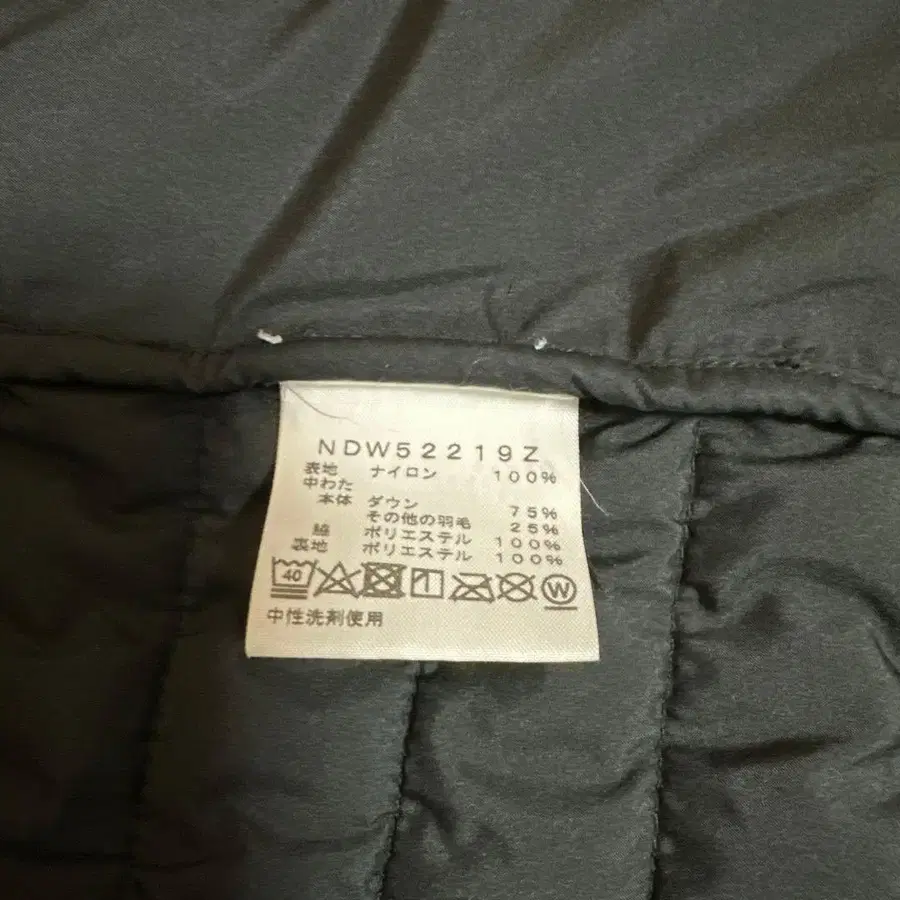 NDW52219Z
表地 ナイロン 100%
中わた
本体 ダウン 75%
その他の羽毛 25%
脇 ポリエステル 100%
裏地 ポリエステル 100%
40 W
中性洗剤使用